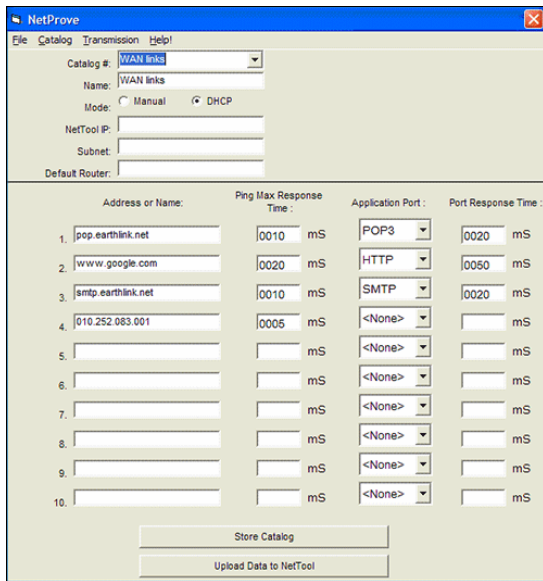 NetProve
File Catalog Transmission Help!
Catalog #: WAN links
Name: WAN links
Mode: Manual DHCP
NetTool IP:
Subnet:
Default Router:
Address or Name: Ping Max Response Time : Application Port : Port Response Time :
1. pop.earthlink.net 0010 mS POP3 0020 mS
2. www.google.com 0020 mS HTTP 0050 mS
3. smtp.earthlink.net 0010 mS SMTP 0020 mS
4. 010.252.083.001 0005 mS <None> mS
5. mS <None> mS
6. mS <None> mS
7. mS <None> mS
8. mS <None> mS
9. mS <None> mS
10. mS <None> mS
Store Catalog
Upload Data to NetTool